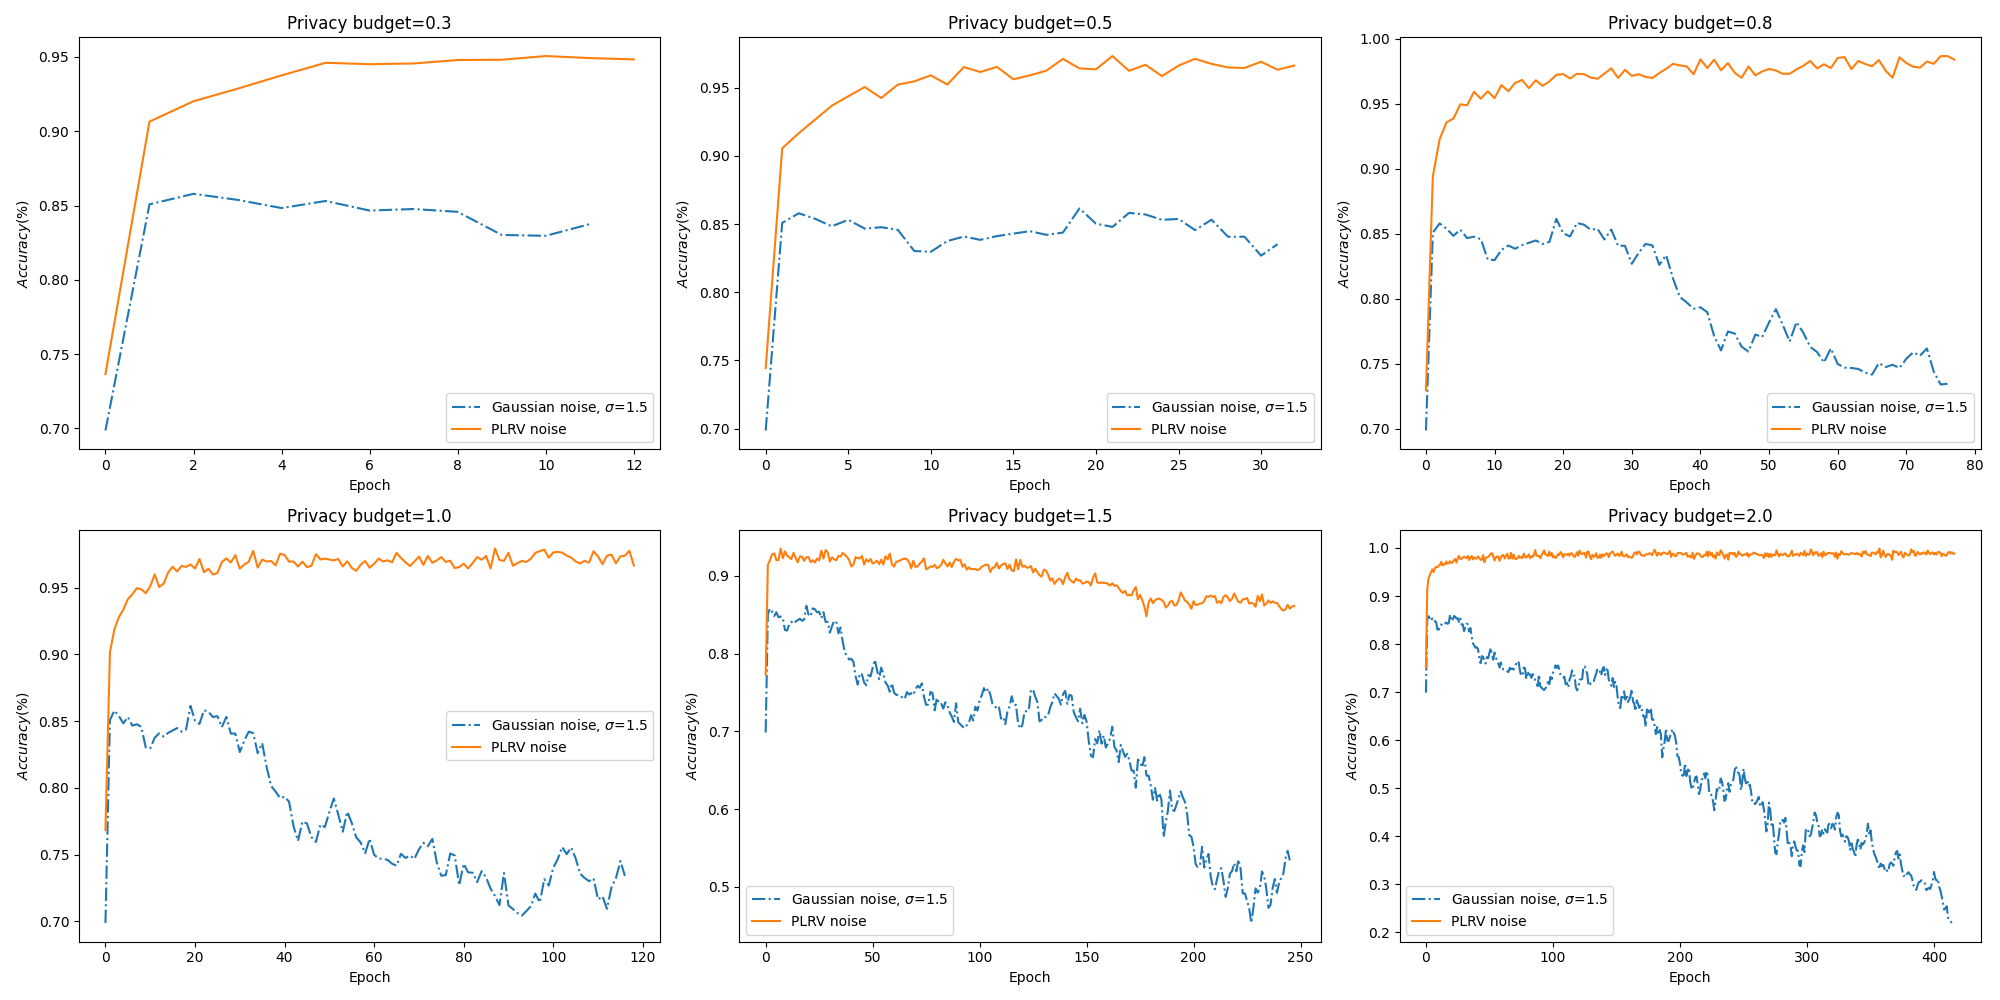 Privacy budget=0.3
Accuracy(%)
0.95
0.90
0.85
0.80
0.75
0.70
Gaussian noise, σ=1.5
PLRV noise
0 2 4 6 8 10 12
Epoch
Privacy budget=0.5
Accuracy(%)
0.95
0.90
0.85
0.80
0.75
0.70
Gaussian noise, σ=1.5
PLRV noise
0 5 10 15 20 25 30
Epoch
Privacy budget=0.8
Accuracy(%)
1.00
0.95
0.90
0.85
0.80
0.75
0.70
Gaussian noise, σ=1.5
PLRV noise
0 10 20 30 40 50 60 70 80
Epoch
Privacy budget=1.0
Accuracy(%)
0.95
0.90
0.85
0.80
0.75
0.70
Gaussian noise, σ=1.5
PLRV noise
0 20 40 60 80 100 120
Epoch
Privacy budget=1.5
Accuracy(%)
0.9
0.8
0.7
0.6
0.5
Gaussian noise, σ=1.5
PLRV noise
0 50 100 150 200 250
Epoch
Privacy budget=2.0
Accuracy(%)
1.0
0.9
0.8
0.7
0.6
0.5
0.4
0.3
0.2
Gaussian noise, σ=1.5
PLRV noise
0 100 200 300 400
Epoch